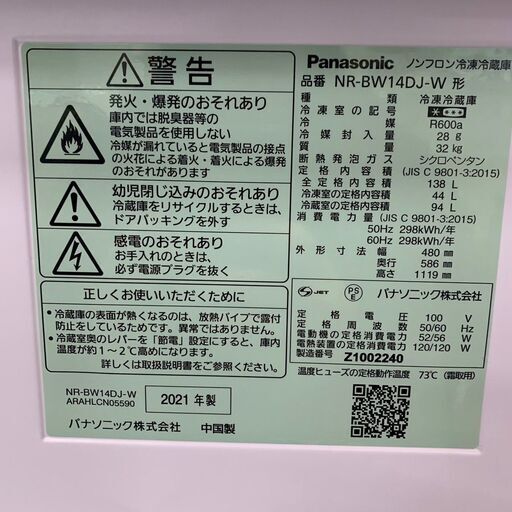 警告
発火・爆発のおそれあり
庫内では脱臭器等の
電気製品を使用しない
冷媒が漏れていると電気製品の接点
の火花による着火・着火による爆発
のおそれがあります
幼児閉じ込みのおそれあり
冷蔵庫をリサイクルするときは、
ドアパッキングを外す
感電のおそれあり
お手入れのときは、
必ず電源プラグを抜く
正しくお使いいただくために
・冷蔵庫の表面が熱くなるのは、放熱パイプで露付
防止をしているためです。異常ではありません。
・冷蔵室奥のレバーを「節電」設定にすると、庫内
温度が約1~2℃高めになります。
詳しくは取扱説明書をごらんください。
NR-BW14DJ-W
ARAHLCN05590
2021年製
パナソニック株式会社 中国製
Panasonic ノンフロン冷凍冷蔵庫
品番 NR-BW14DJ-W 形
種類 冷凍冷蔵庫
冷凍室の記号
冷媒 R600a
冷媒封入量 28 g
質量 32 kg
断熱発泡ガス シクロペンタン
定格内容積 (JIS C 9801-3:2015)
全定格内容積 138 L
冷凍室の定格内容積 44 L
冷蔵室の定格内容積 94 L
消費電力量 (JIS C 9801-3:2015)
50Hz 298kWh/年
60Hz 298kWh/年
外形寸法 幅 480 mm
奥行 586 mm
高さ 1119 mm
S JET PS E パナソニック株式会社
定格電圧 100 V
定格周波数 50/60 Hz
電動機の定格消費電力 52/56 W
電熱装置の定格消費電力 120/120 W
製造番号 Z1002240
温度ヒューズの定格動作温度 73℃ (霜取用)